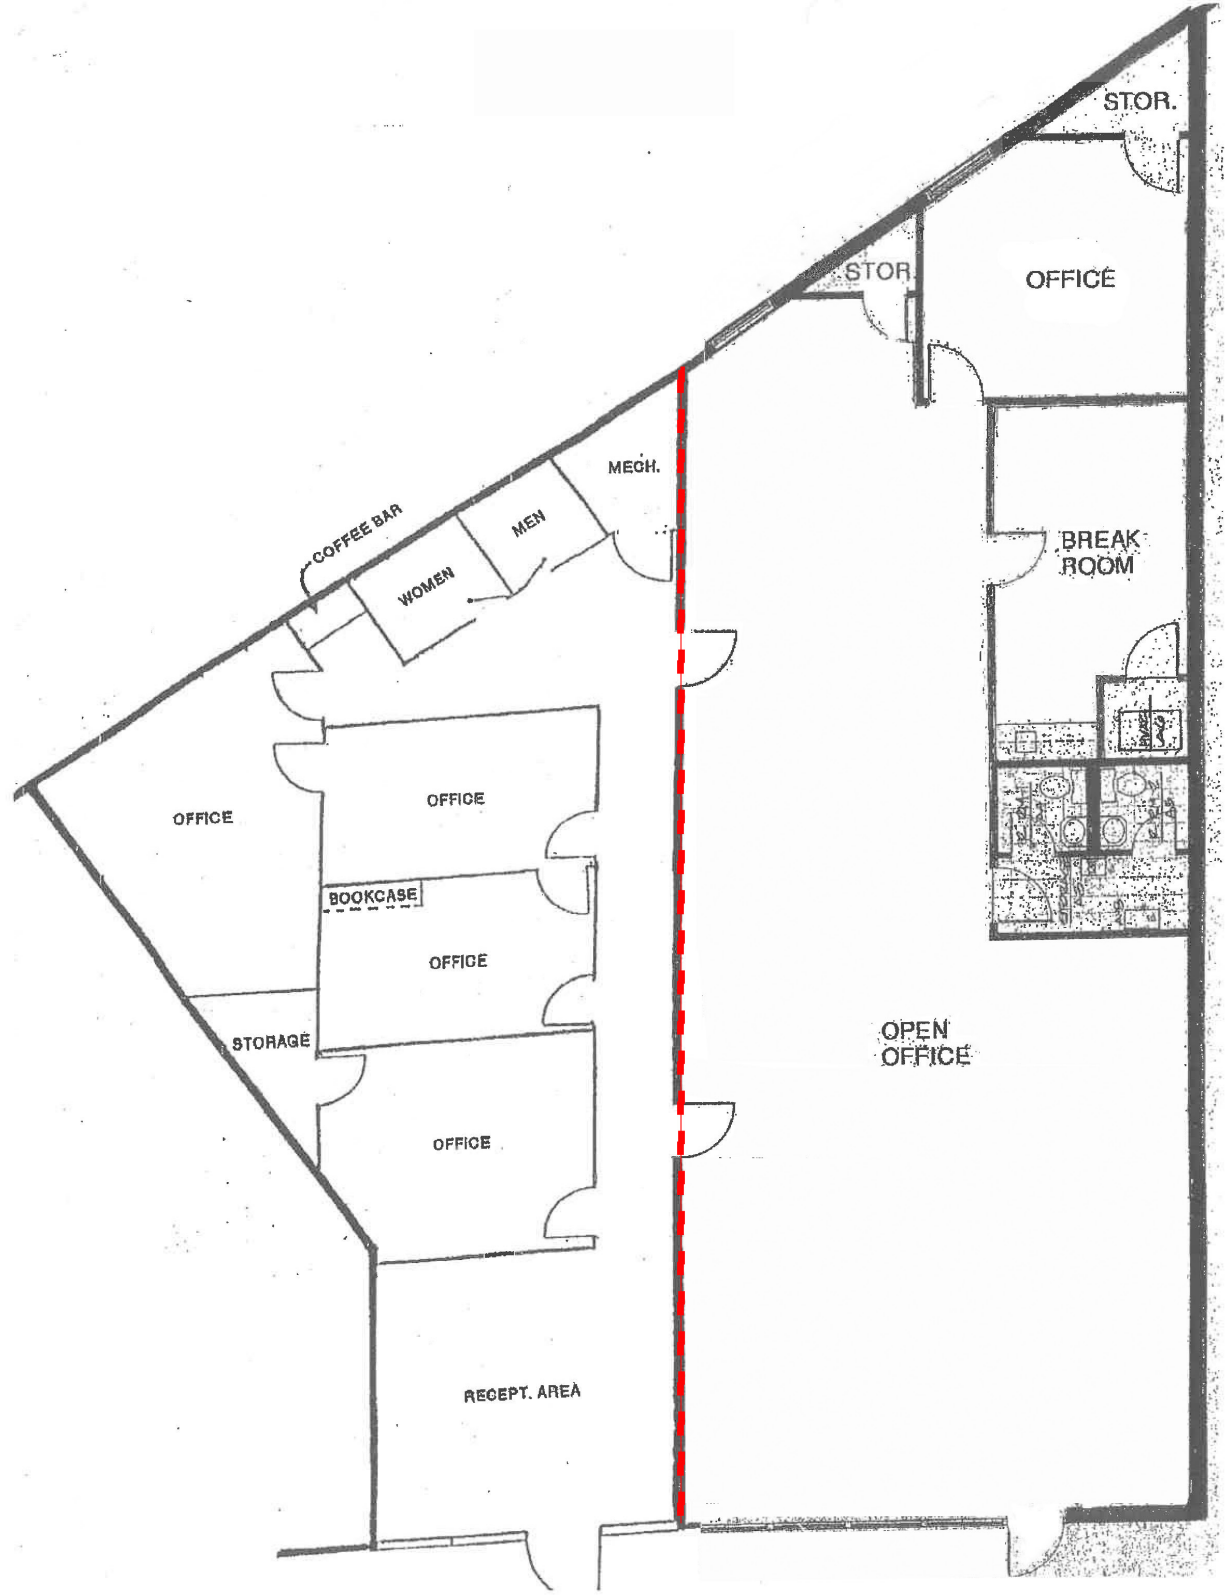 STOR.
STOR.
OFFICE
MECH.
COFFEE BAR
MEN
WOMEN
BREAK
ROOM
OFFICE
OFFICE
BOOKCASE
OFFICE
STORAGE
OPEN
OFFICE
OFFICE
RECEPT. AREA